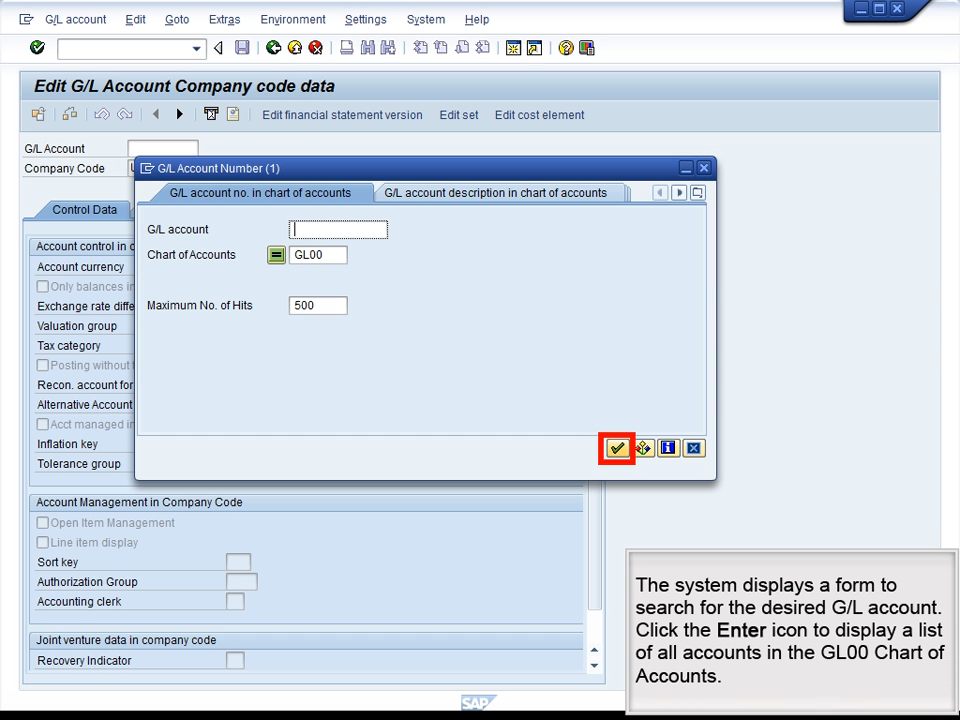 G/L account Edit Goto Extras Environment Settings System Help
Edit G/L Account Company code data
Edit financial statement version Edit set Edit cost element
G/L Account
Company Code
G/L Account Number (1)
G/L account no. in chart of accounts G/L account description in chart of accounts
G/L account
Chart of Accounts GL00
Maximum No. of Hits 500
Control Data
Account control in c
Account currency
Only balances in
Exchange rate diffe
Valuation group
Tax category
Posting without
Recon. account for
Alternative Account
Acct managed in
Inflation key
Tolerance group
Account Management in Company Code
Open Item Management
Line item display
Sort key
Authorization Group
Accounting clerk
Joint venture data in company code
Recovery Indicator
The system displays a form to
search for the desired G/L account.
Click the Enter icon to display a list
of all accounts in the GL00 Chart of
Accounts.
SAP